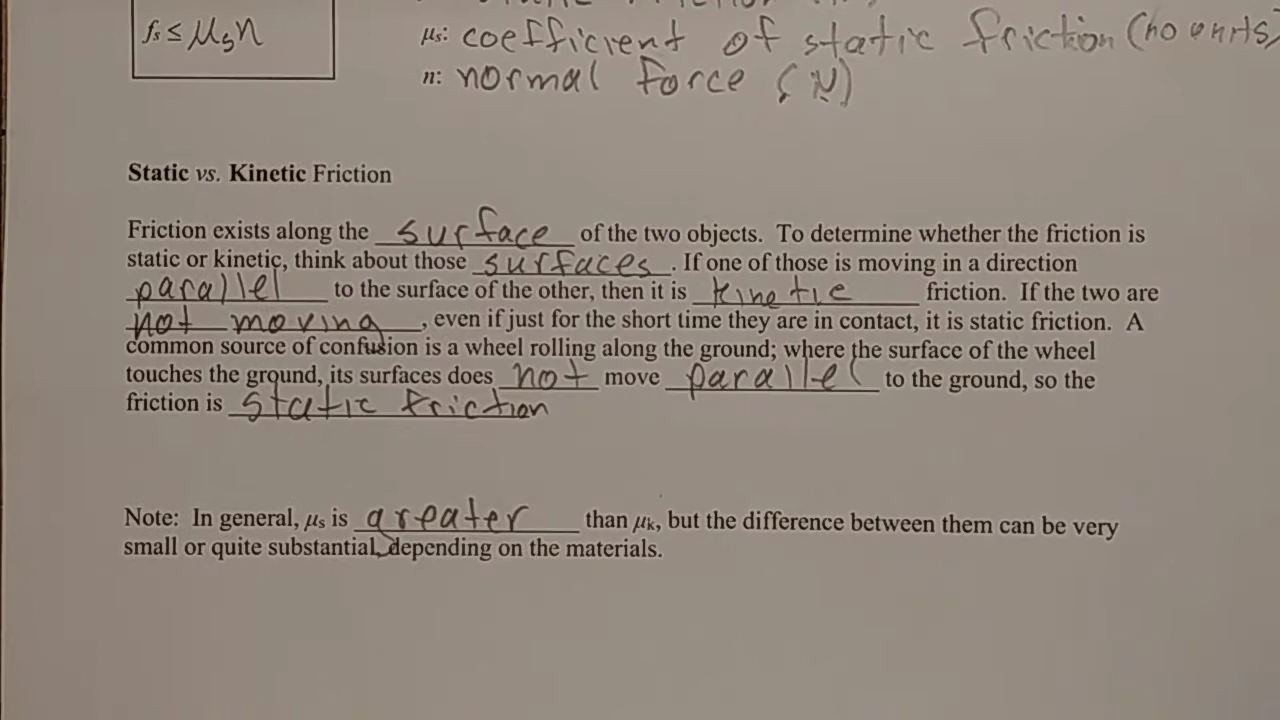 fs ≤ μsn
μs: coefficient of static friction (no units)
n: normal force (N)
Static vs. Kinetic Friction
Friction exists along the surface of the two objects. To determine whether the friction is
static or kinetic, think about those surfaces. If one of those is moving in a direction
parallel to the surface of the other, then it is kinetic friction. If the two are
not moving, even if just for the short time they are in contact, it is static friction. A
common source of confusion is a wheel rolling along the ground; where the surface of the wheel
touches the ground, its surfaces does not move parallel to the ground, so the
friction is static friction
Note: In general, μs is greater than μk, but the difference between them can be very
small or quite substantial, depending on the materials.